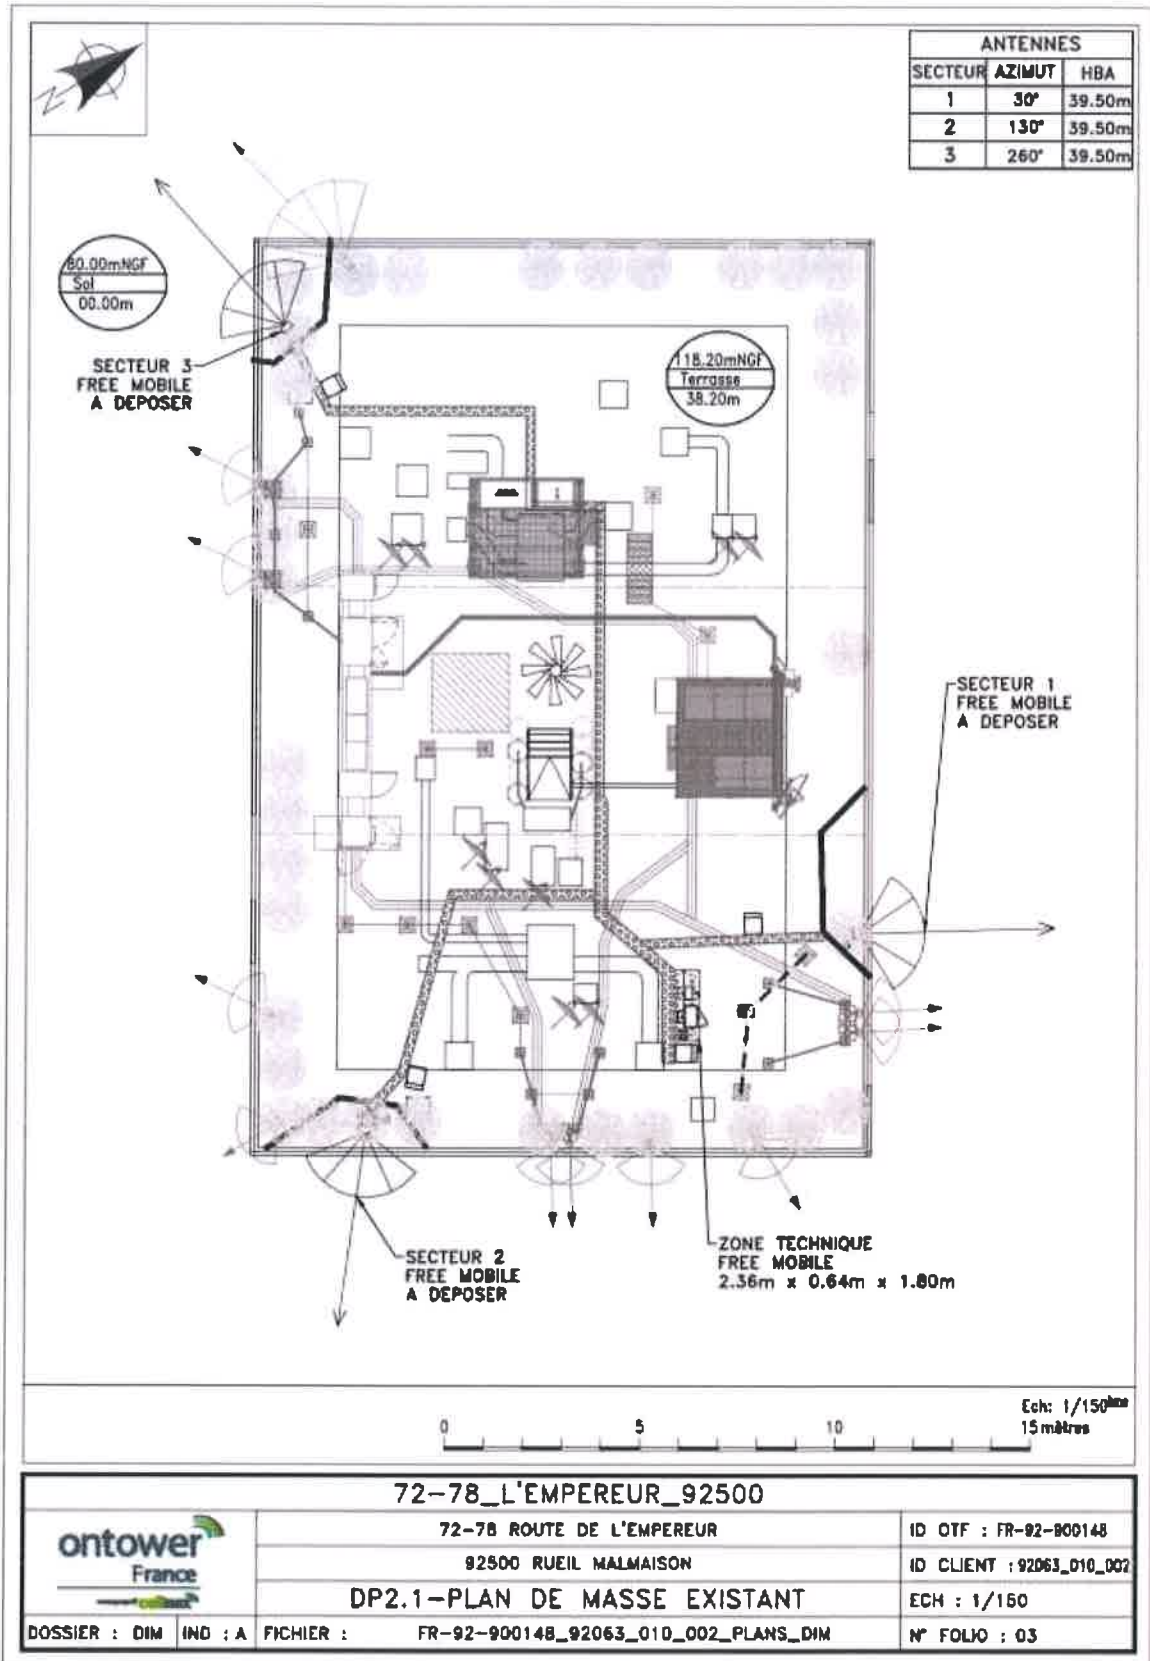 N
ANTENNES
SECTEUR AZIMUT HBA
1 30° 39.50m
2 130° 39.50m
3 260° 39.50m
80.00mNGF
Sol
00.00m
118.20mNGF
Terrasse
38.20m
SECTEUR 3
FREE MOBILE
A DEPOSER
SECTEUR 1
FREE MOBILE
A DEPOSER
SECTEUR 2
FREE MOBILE
A DEPOSER
ZONE TECHNIQUE
FREE MOBILE
2.36m x 0.64m x 1.80m
Ech: 1/150ème
0 5 10 15 mètres
72-78_L'EMPEREUR_92500
ontower
France
72-78 ROUTE DE L'EMPEREUR
ID OTF : FR-92-900148
92500 RUEIL MALMAISON
ID CLIENT : 92063_010_002
DP2.1-PLAN DE MASSE EXISTANT
ECH : 1/150
DOSSIER : DIM IND : A FICHIER : FR-92-900148_92063_010_002_PLANS_DIM
N° FOLIO : 03